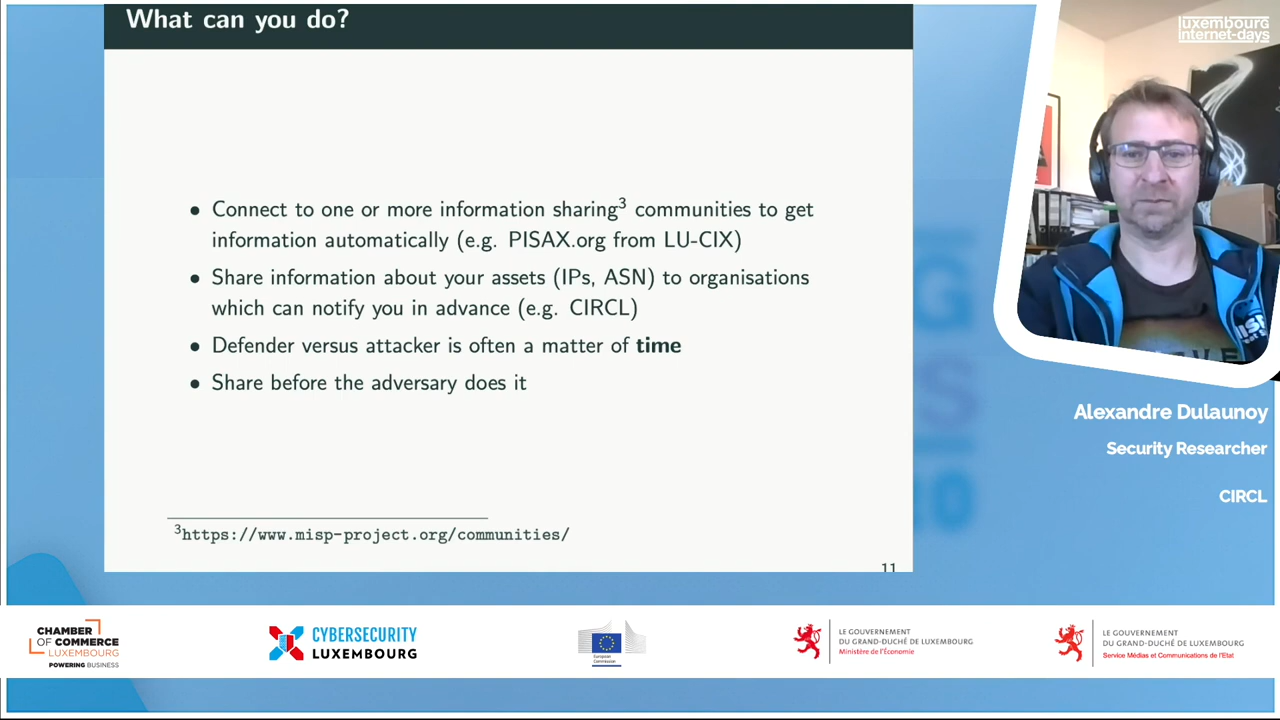 What can you do?
luxembourg
internet-days
• Connect to one or more information sharing³ communities to get
information automatically (e.g. PISAX.org from LU-CIX)
• Share information about your assets (IPs, ASN) to organisations
which can notify you in advance (e.g. CIRCL)
• Defender versus attacker is often a matter of time
• Share before the adversary does it
³https://www.misp-project.org/communities/
11
Alexandre Dulaunoy
Security Researcher
CIRCL
CHAMBER
OF COMMERCE
LUXEMBOURG
POWERING BUSINESS
CYBERSECURITY
LUXEMBOURG
European
Commission
LE GOUVERNEMENT
DU GRAND-DUCHÉ DE LUXEMBOURG
Ministère de l'Économie
LE GOUVERNEMENT
DU GRAND-DUCHÉ DE LUXEMBOURG
Service Médias et Communications de l'Etat